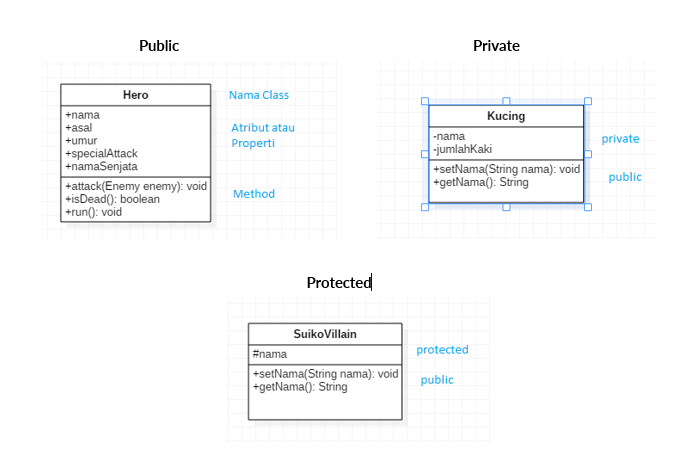 Public
Hero
Nama Class
+nama
+asal
+umur
+specialAttack
+namaSenjata
Atribut atau
Properti
+attack(Enemy enemy): void
+isDead(): boolean
+run(): void
Method
Private
Kucing
-nama
-jumlahKaki
private
+setNama(String nama): void
+getNama(): String
public
Protected
SuikoVillain
#nama
protected
+setNama(String nama): void
+getNama(): String
public